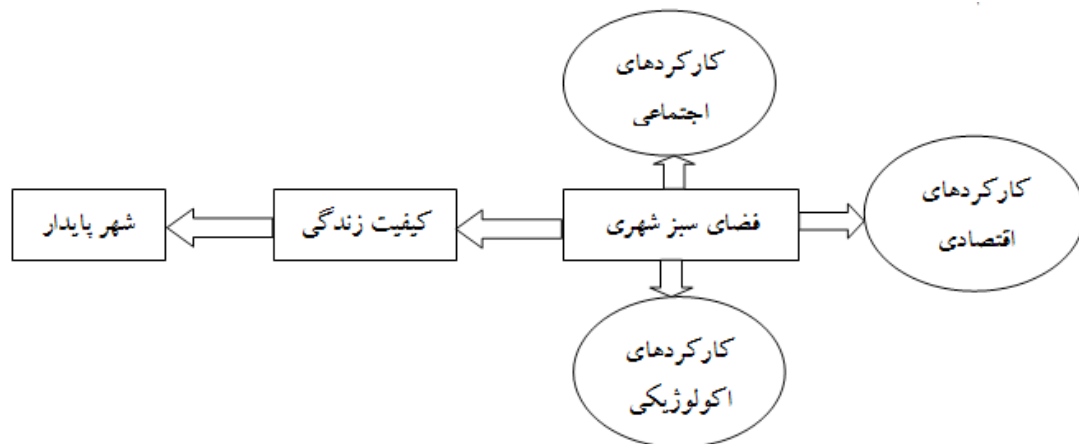 کارکردهای
اجتماعی
کارکردهای
اقتصادی
فضای سبز شهری
کیفیت زندگی
شهر پایدار
کارکردهای
اکولوژیکی